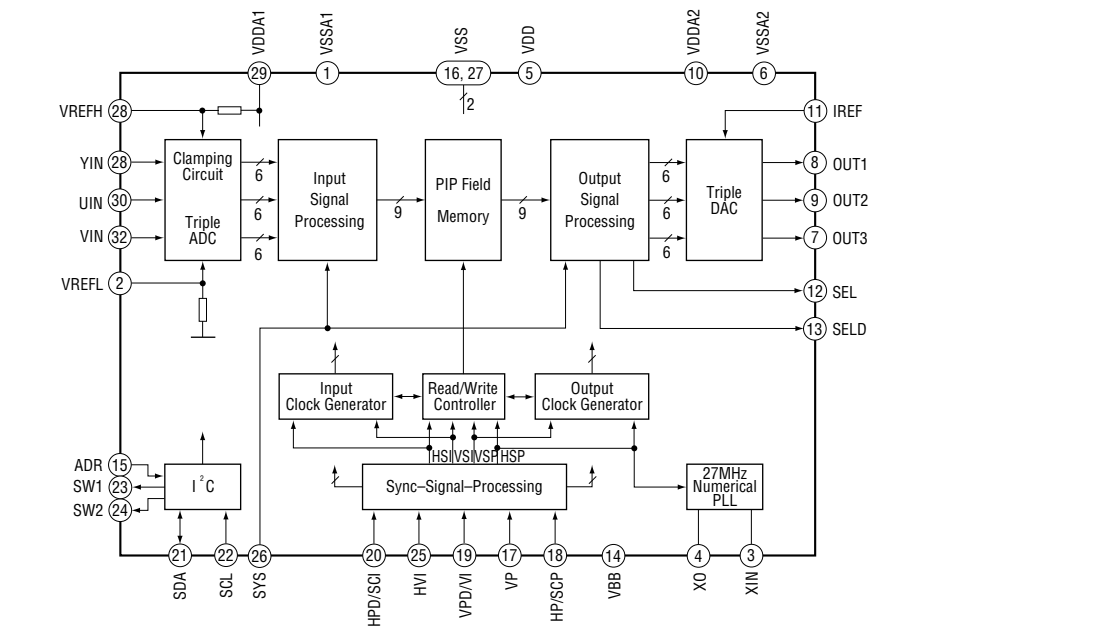 VDDA1
VSSA1
VSS
VDD
VDDA2
VSSA2
29
1
16, 27
5
10
6
2
VREFH 28
11 IREF
YIN 28
UIN 30
VIN 32
VREFL 2
Clamping
Circuit
Triple
ADC
6
6
6
Input
Signal
Processing
9
PIP Field
Memory
9
Output
Signal
Processing
6
6
6
Triple
DAC
8 OUT1
9 OUT2
7 OUT3
12 SEL
13 SELD
Input
Clock Generator
Read/Write
Controller
Output
Clock Generator
HSI VSI VSP HSP
ADR 15
SW1 23
SW2 24
I²C
Sync–Signal–Processing
27MHz
Numerical
PLL
21
22
26
20
25
19
17
18
14
4
3
SDA
SCL
SYS
HPD/SCI
HVI
VPD/VI
VP
HP/SCP
VBB
XO
XIN